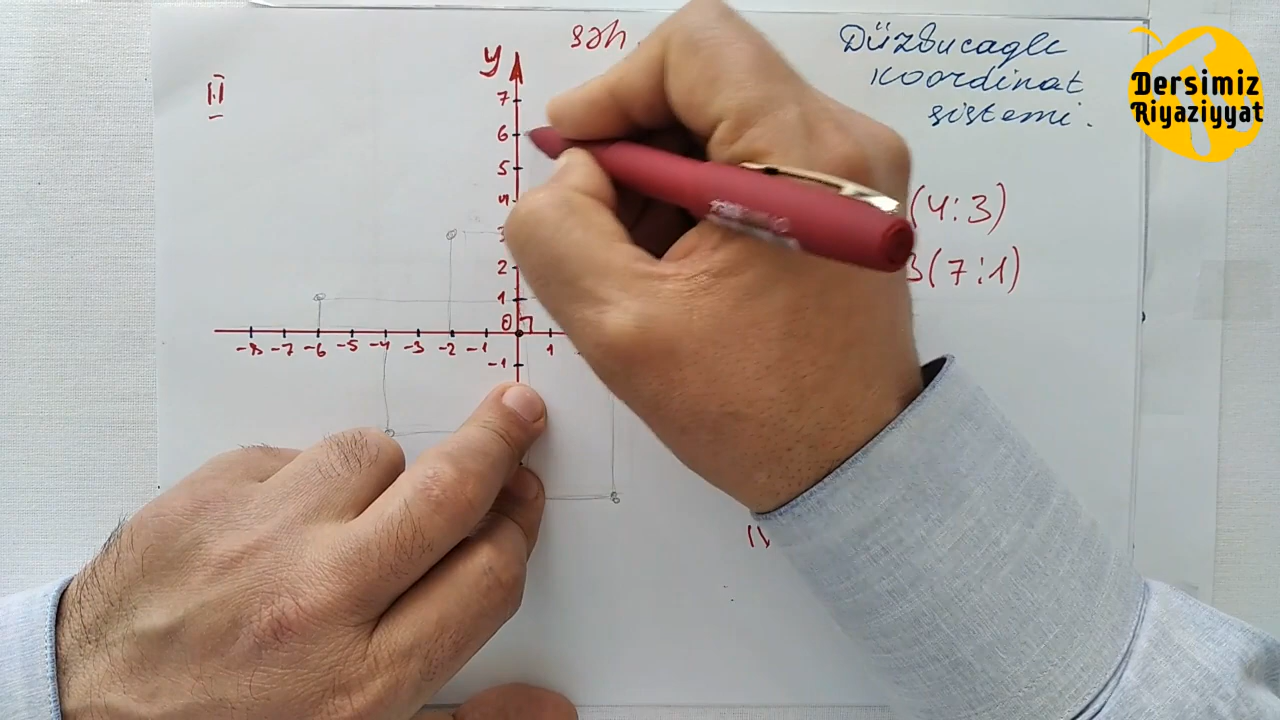 səh.
Düzbucaqlı
koordinat
sistemi.
Dersimiz
Riyaziyyat
II
y
7
6
5
4
3
2
1
0
-8 -7 -6 -5 -4 -3 -2 -1 1
-1
(4;3)
B(7;1)